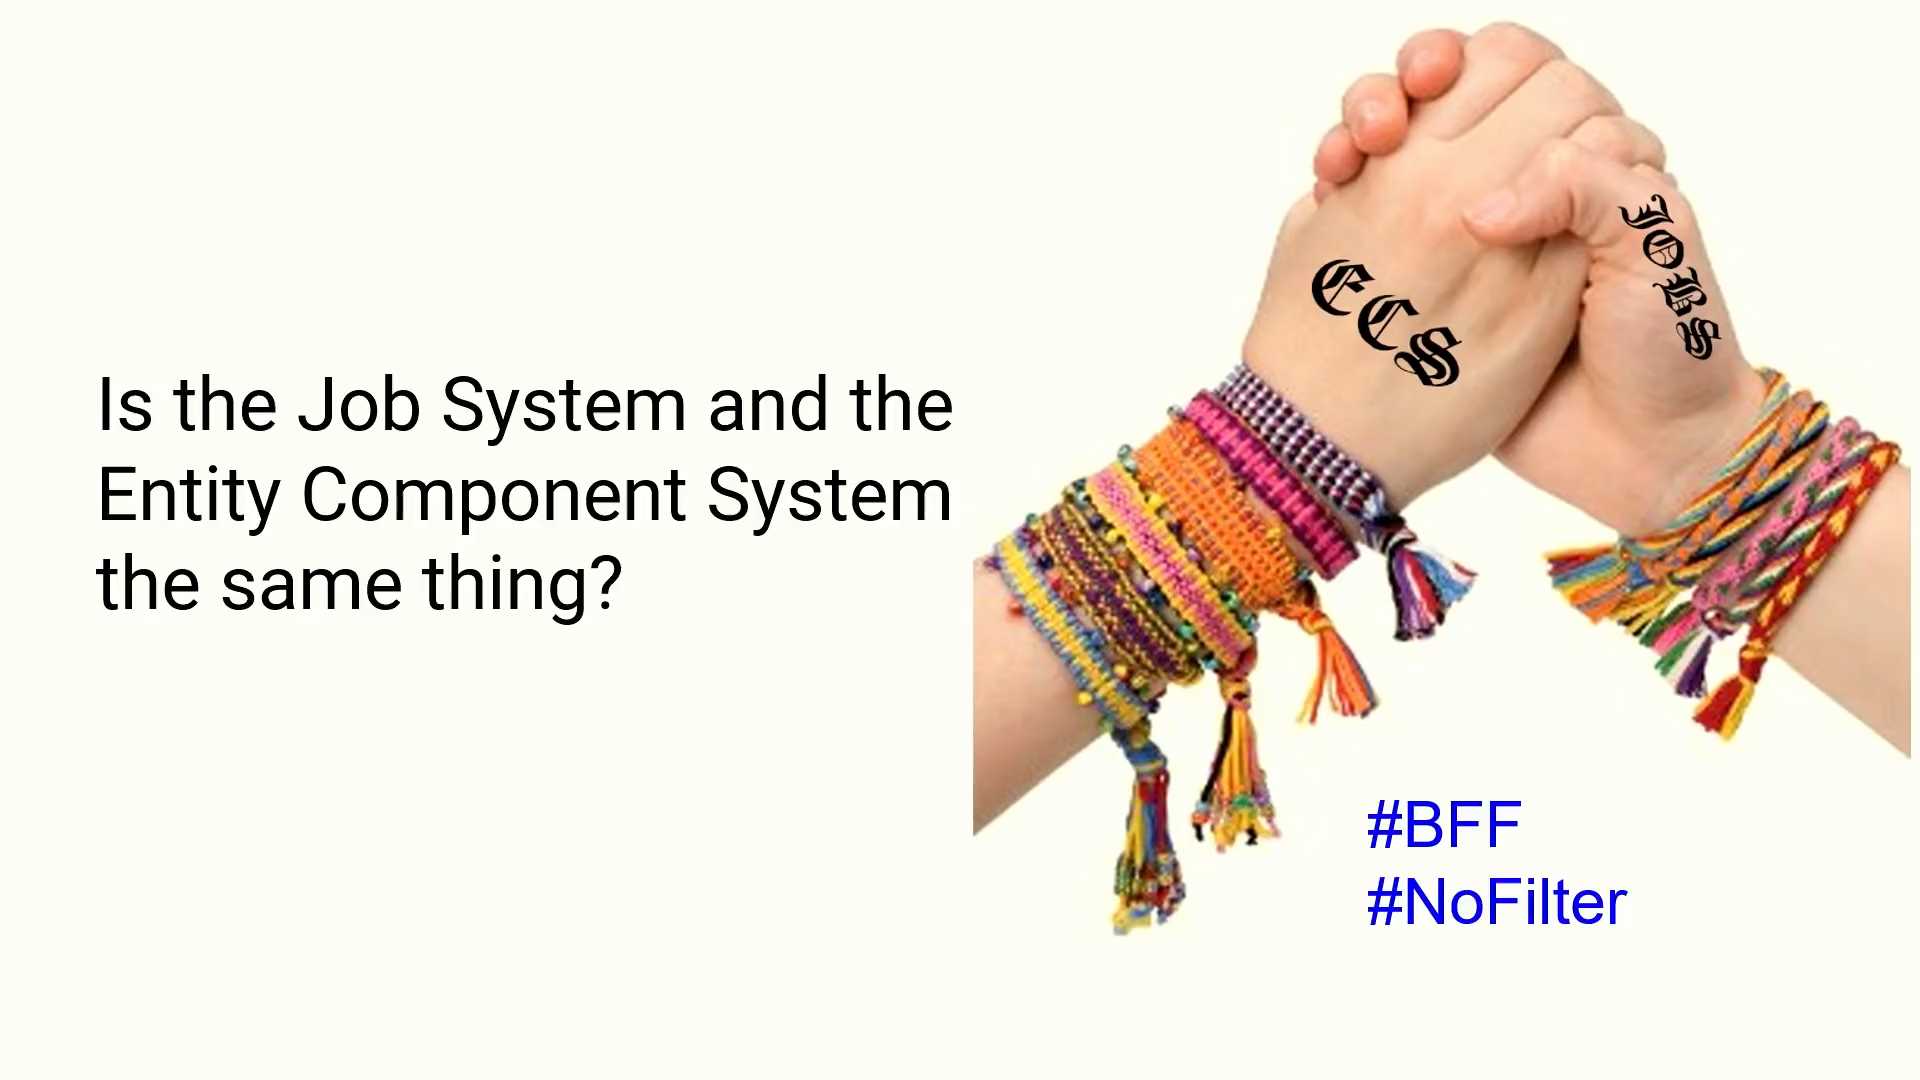 Is the Job System and the
Entity Component System
the same thing?
ECS
JOBS
#BFF
#NoFilter